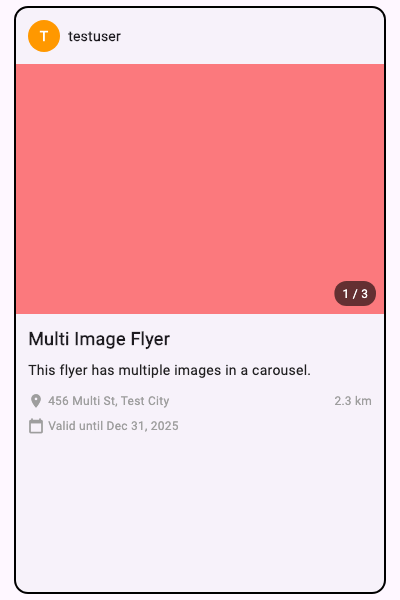 T
testuser
1 / 3
Multi Image Flyer
This flyer has multiple images in a carousel.
456 Multi St, Test City
2.3 km
Valid until Dec 31, 2025